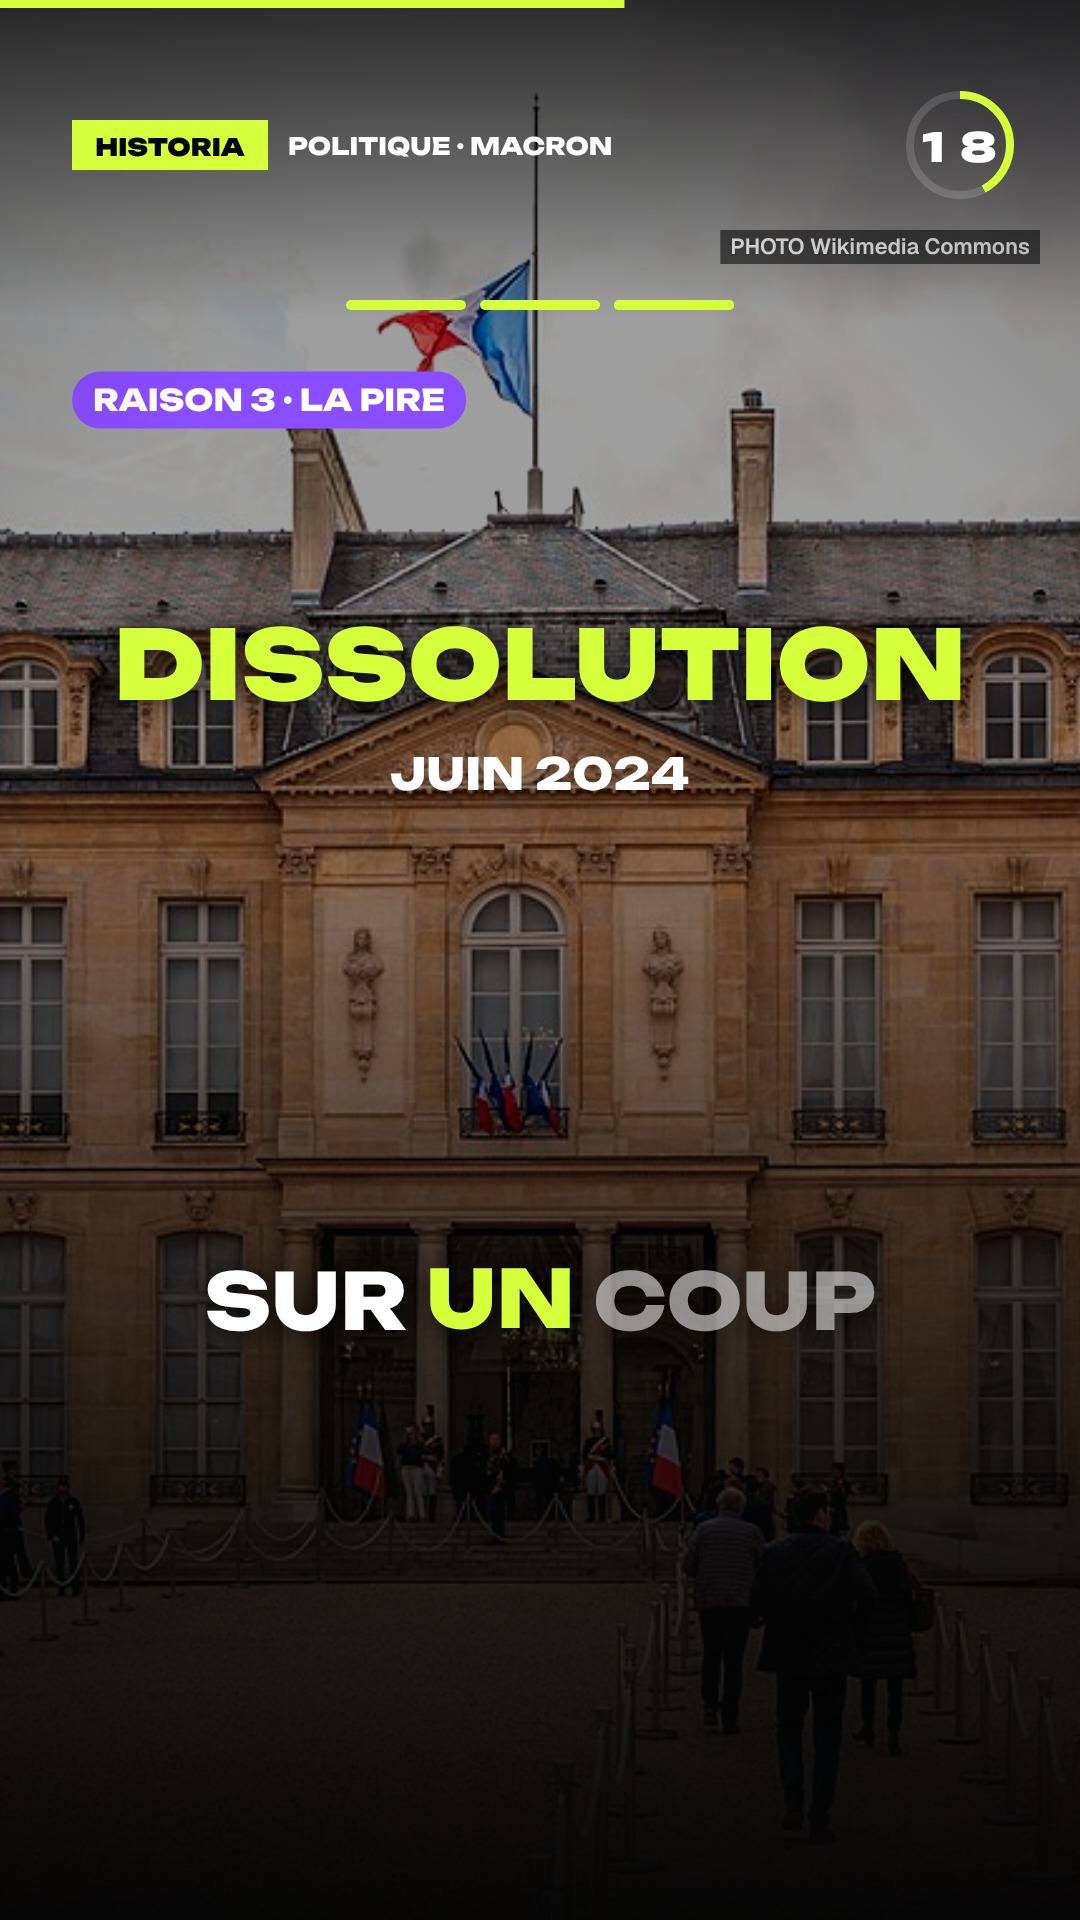 HISTORIA POLITIQUE · MACRON
18
PHOTO Wikimedia Commons
RAISON 3 · LA PIRE
DISSOLUTION
JUIN 2024
SUR UN COUP